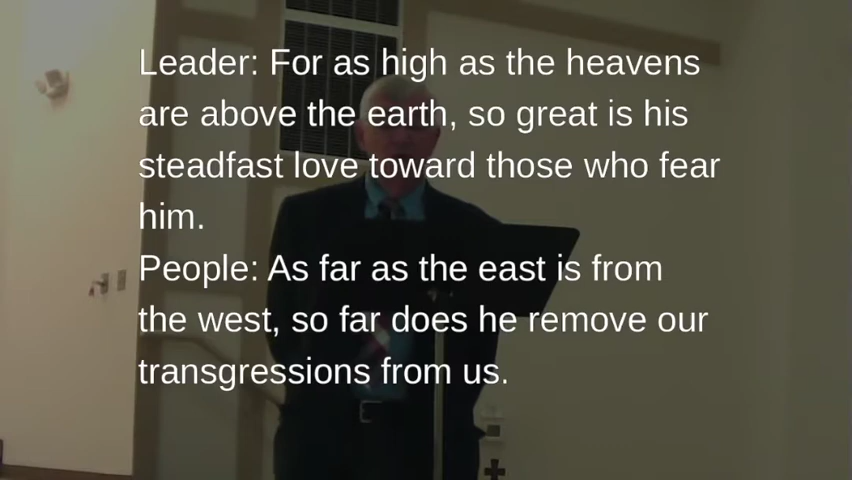 Leader: For as high as the heavens
are above the earth, so great is his
steadfast love toward those who fear
him.
People: As far as the east is from
the west, so far does he remove our
transgressions from us.